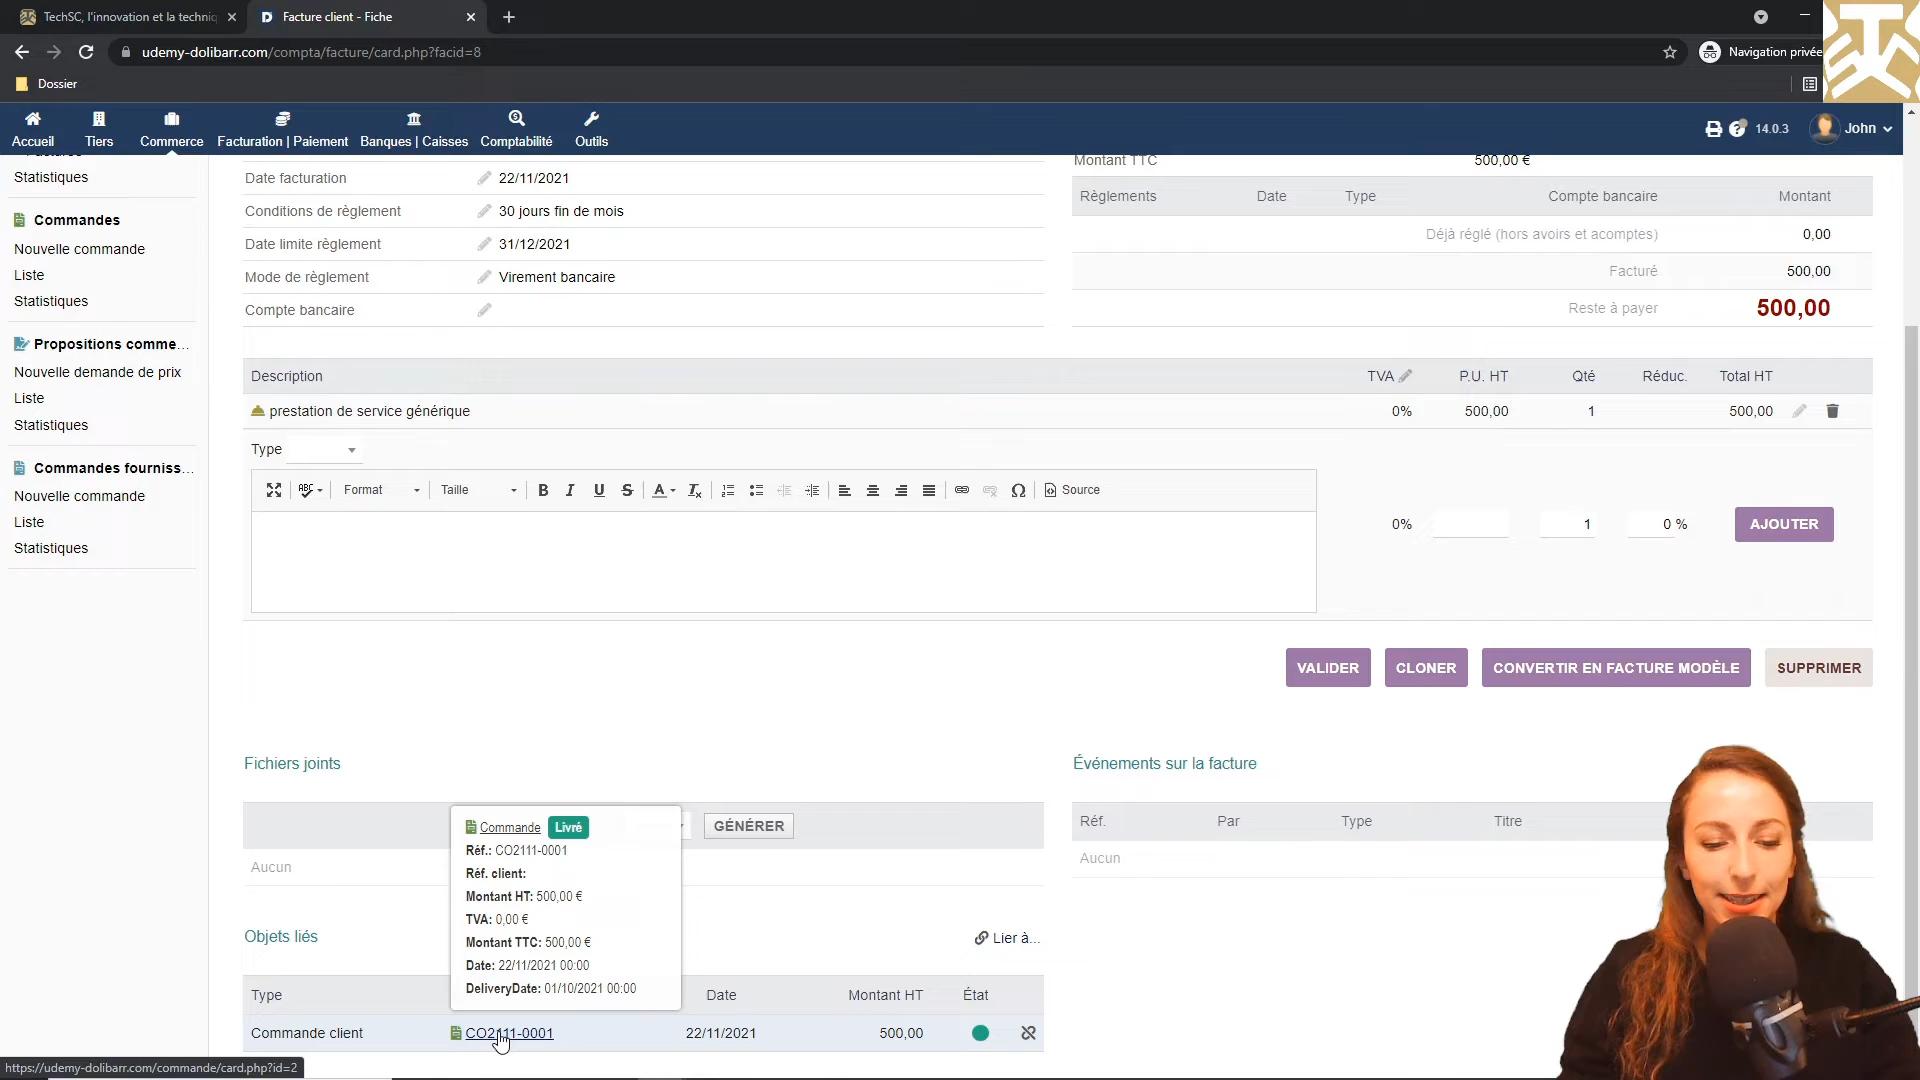 TechSC, l'innovation et la techniq
Facture client - Fiche
udemy-dolibarr.com/compta/facture/card.php?facid=8
Navigation privée
Dossier
Accueil
Tiers
Commerce
Facturation | Paiement
Banques | Caisses
Comptabilité
Outils
14.0.3
John
Statistiques
Commandes
Nouvelle commande
Liste
Statistiques
Propositions comme...
Nouvelle demande de prix
Liste
Statistiques
Commandes fourniss...
Nouvelle commande
Liste
Statistiques
Date facturation 22/11/2021
Conditions de règlement 30 jours fin de mois
Date limite règlement 31/12/2021
Mode de règlement Virement bancaire
Compte bancaire
Montant TTC 500,00 €
Règlements Date Type Compte bancaire Montant
Déjà réglé (hors avoirs et acomptes) 0,00
Facturé 500,00
Reste à payer 500,00
Description TVA P.U. HT Qté Réduc. Total HT
prestation de service générique 0% 500,00 1 500,00
Type
ABC Format Taille B I U S A Tx Ω Source
0% 1 0 % AJOUTER
VALIDER CLONER CONVERTIR EN FACTURE MODÈLE SUPPRIMER
Fichiers joints
GÉNÉRER
Aucun
Commande Livré
Réf.: CO2111-0001
Réf. client:
Montant HT: 500,00 €
TVA: 0,00 €
Montant TTC: 500,00 €
Date: 22/11/2021 00:00
DeliveryDate: 01/10/2021 00:00
Événements sur la facture
Réf. Par Type Titre
Aucun
Objets liés
Lier à...
Type Date Montant HT État
Commande client CO2111-0001 22/11/2021 500,00
https://udemy-dolibarr.com/commande/card.php?id=2